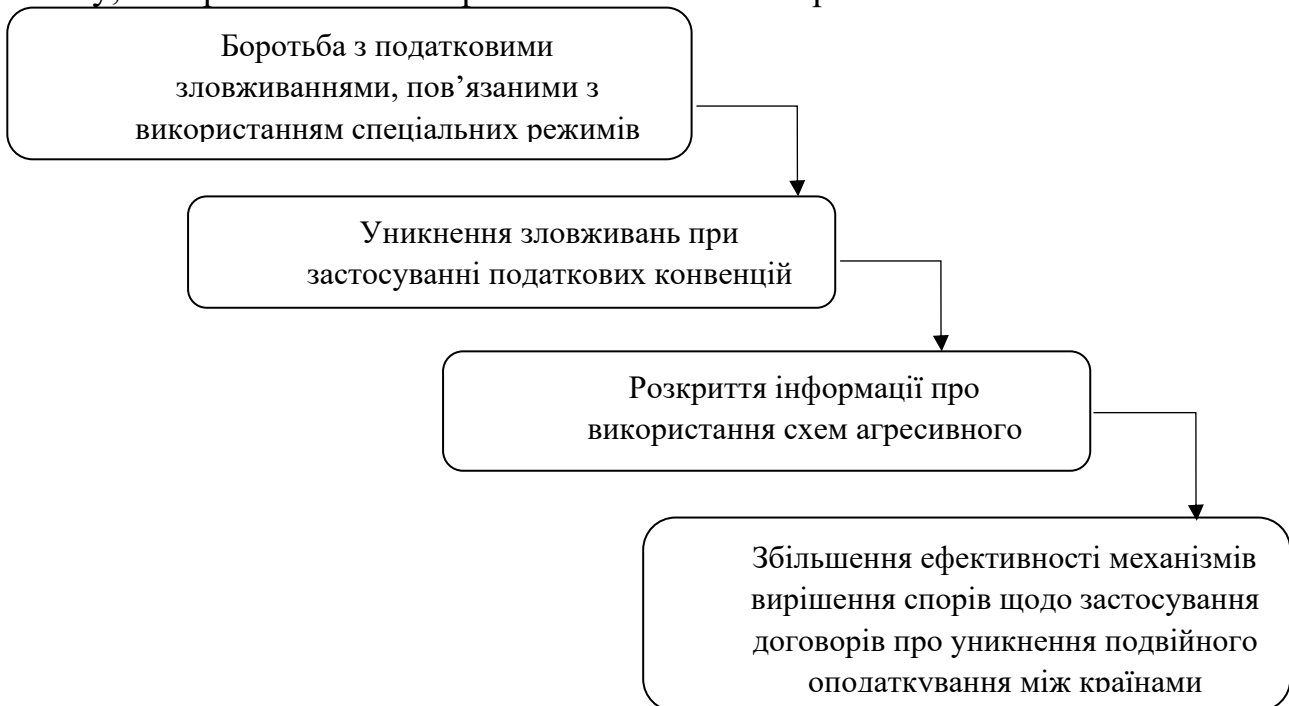 Боротьба з податковими
зловживаннями, пов’язаними з
використанням спеціальних режимів
Уникнення зловживань при
застосуванні податкових конвенцій
Розкриття інформації про
використання схем агресивного
Збільшення ефективності механізмів
вирішення спорів щодо застосування
договорів про уникнення подвійного
оподаткування між країнами